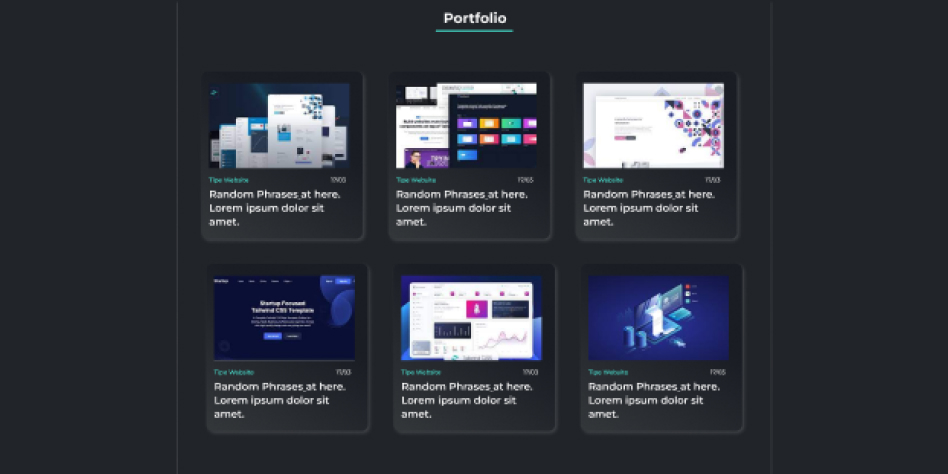 Portfolio
Tipe Website 17/03
Random Phrases at here.
Lorem ipsum dolor sit
amet.
Tipe Website 17/03
Random Phrases at here.
Lorem ipsum dolor sit
amet.
Tipe Website 17/03
Random Phrases at here.
Lorem ipsum dolor sit
amet.
Startup Focused
Tailwind CSS Template
Tipe Website 17/03
Random Phrases at here.
Lorem ipsum dolor sit
amet.
Tailwind CSS
Tipe Website 17/03
Random Phrases at here.
Lorem ipsum dolor sit
amet.
1
Tipe Website 17/03
Random Phrases at here.
Lorem ipsum dolor sit
amet.